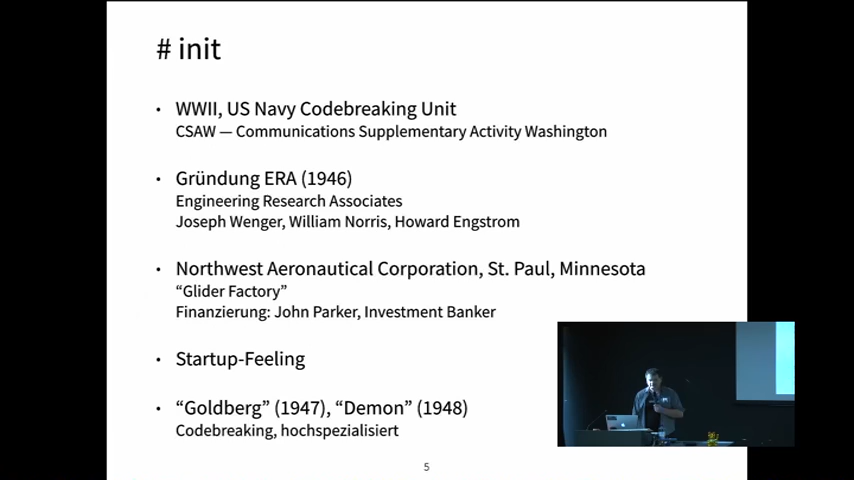 # init
• WWII, US Navy Codebreaking Unit
CSAW — Communications Supplementary Activity Washington
• Gründung ERA (1946)
Engineering Research Associates
Joseph Wenger, William Norris, Howard Engstrom
• Northwest Aeronautical Corporation, St. Paul, Minnesota
“Glider Factory”
Finanzierung: John Parker, Investment Banker
• Startup-Feeling
• “Goldberg” (1947), “Demon” (1948)
Codebreaking, hochspezialisiert
5